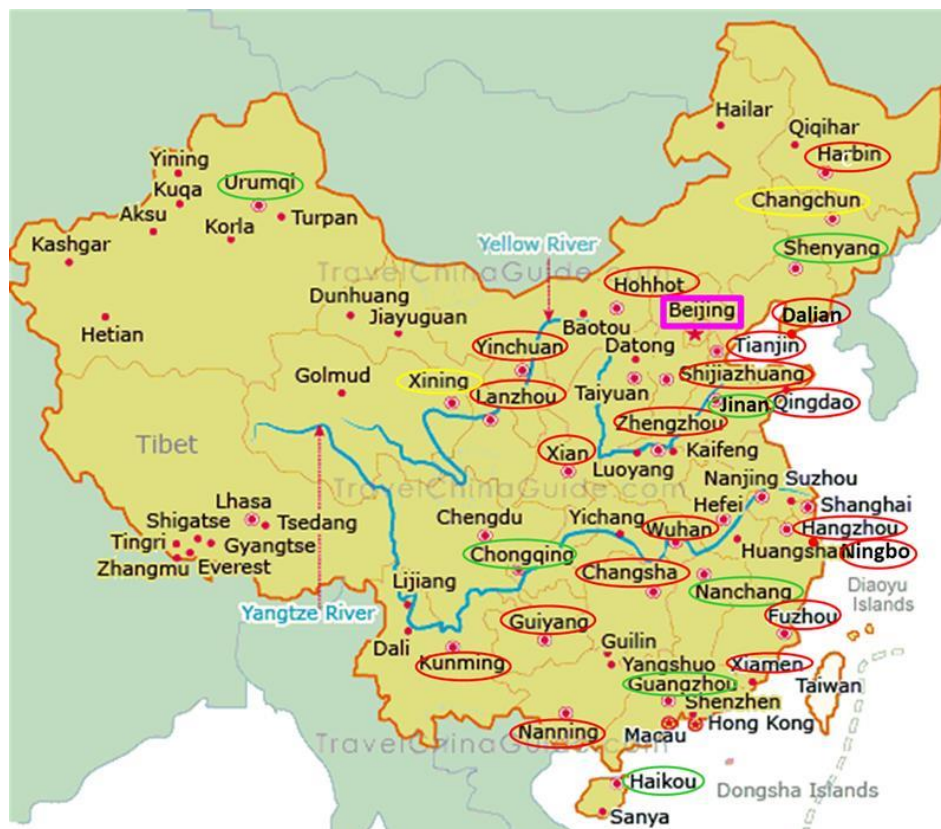 Hailar
Qiqihar
Harbin
Yining
Urumqi
Kuqa
Changchun
Aksu
Korla
Turpan
Kashgar
Yellow River
Shenyang
TravelChinaGuide.com
Hohhot
Dunhuang
Beijing
Jiayuguan
Baotou
Dalian
Hetian
Yinchuan
Datong
Tianjin
Golmud
Xining
Lanzhou
Taiyuan
Shijiazhuang
Jinan
Qingdao
Zhengzhou
Tibet
Xian
Luoyang
Kaifeng
Nanjing
Suzhou
TravelChinaGuide.com
Lhasa
Hefei
Shanghai
Shigatse
Tsedang
Chengdu
Yichang
Wuhan
Hangzhou
Tingri
Gyangtse
Chongqing
Huangshan
Ningbo
Zhangmu
Everest
Changsha
Lijiang
Nanchang
Diaoyu
Islands
Yangtze River
Guiyang
Fuzhou
Dali
Kunming
Guilin
Yangshuo
Xiamen
Guangzhou
Taiwan
Shenzhen
Nanning
Macau
Hong Kong
TravelChinaGuide.com
Haikou
Dongsha Islands
Sanya